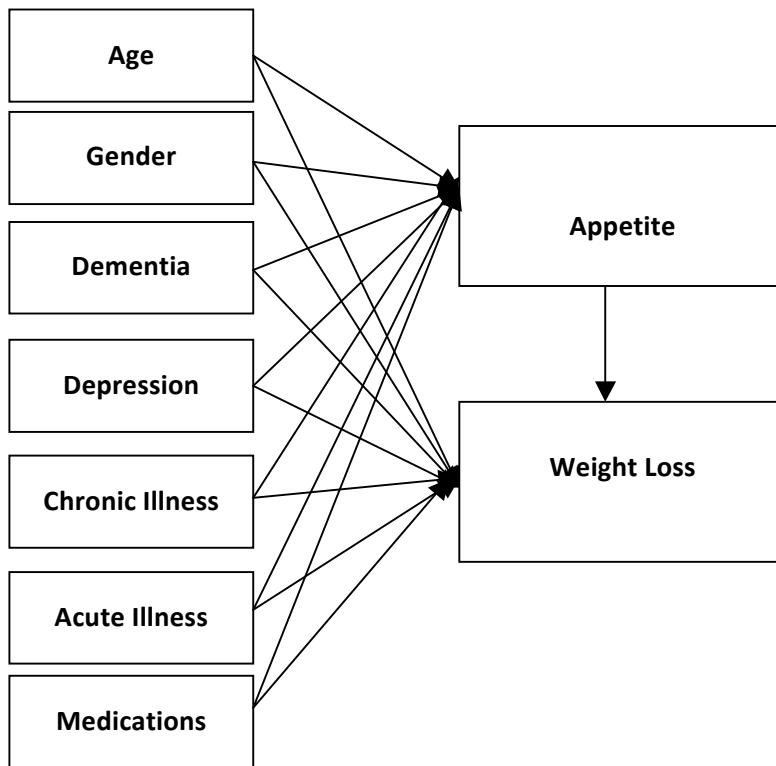 Age
Gender
Dementia
Depression
Chronic Illness
Acute Illness
Medications
Appetite
Weight Loss